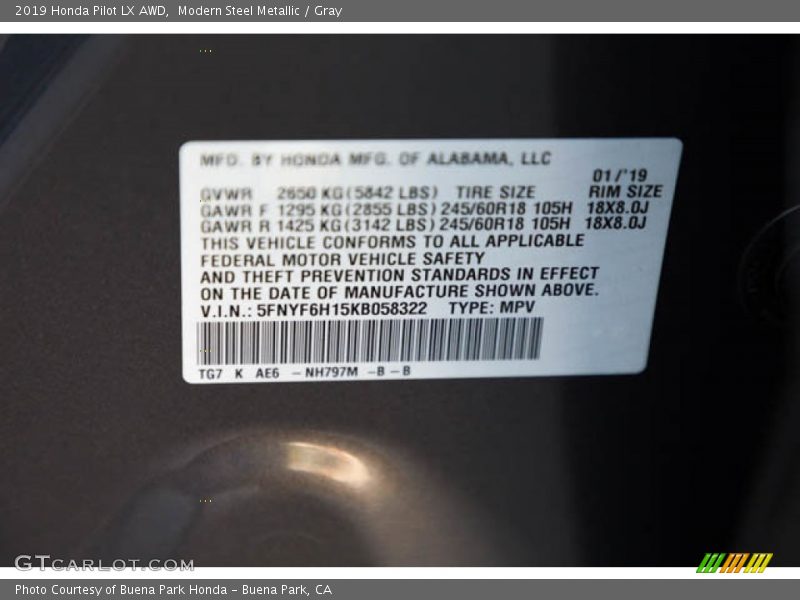 2019 Honda Pilot LX AWD,  Modern Steel Metallic / Gray
MFD. BY HONDA MFG. OF ALABAMA, LLC
01/'19
GVWR 2650 KG(5842 LBS) TIRE SIZE RIM SIZE
GAWR F 1295 KG(2855 LBS) 245/60R18 105H 18X8.0J
GAWR R 1425 KG(3142 LBS) 245/60R18 105H 18X8.0J
THIS VEHICLE CONFORMS TO ALL APPLICABLE
FEDERAL MOTOR VEHICLE SAFETY
AND THEFT PREVENTION STANDARDS IN EFFECT
ON THE DATE OF MANUFACTURE SHOWN ABOVE.
V.I.N.: 5FNYF6H15KB058322 TYPE: MPV
TG7 K AE6 - NH797M - B - B
GTCARLOT.COM
Photo Courtesy of Buena Park Honda - Buena Park, CA